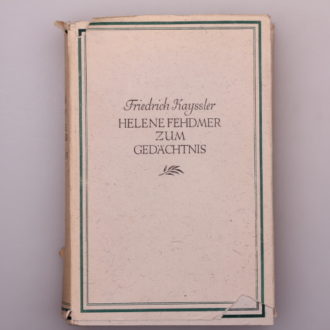 Friedrich Kayssler
HELENE FEHDMER
ZUM
GEDÄCHTNIS